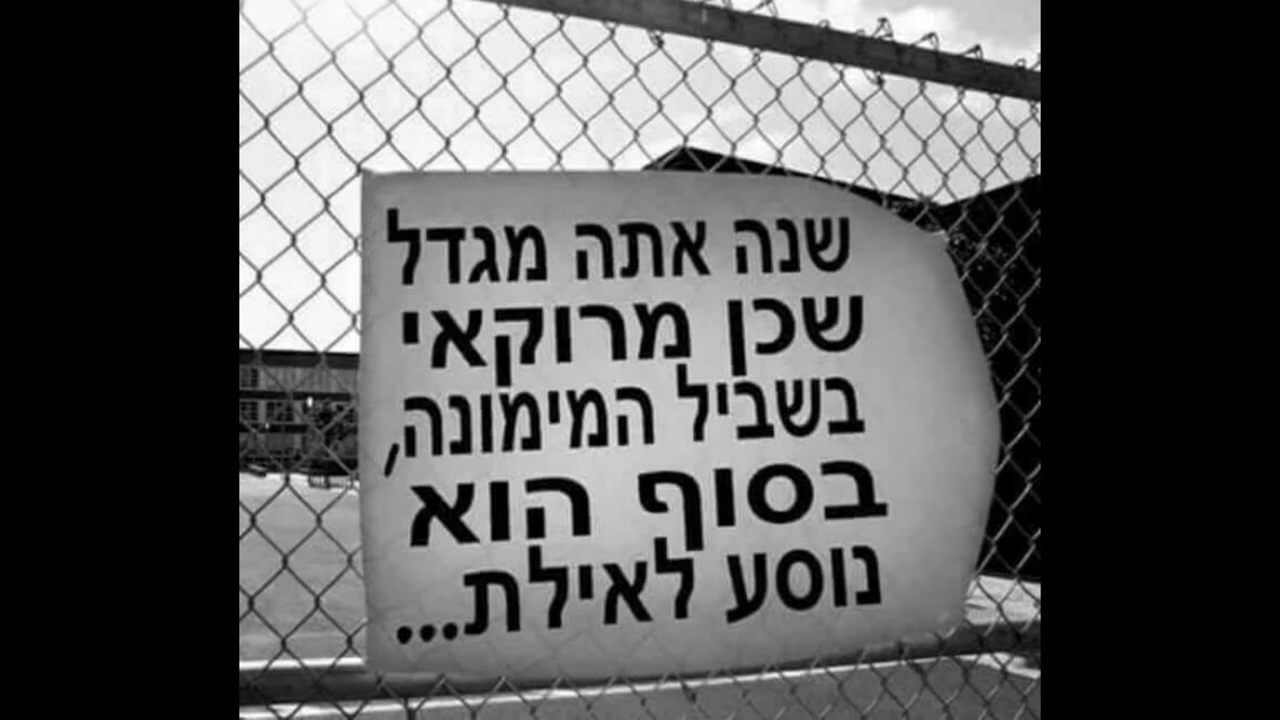 שנה אתה מגדל
שכן מרוקאי
בשביל המימונה,
בסוף הוא
נוסע לאילת...